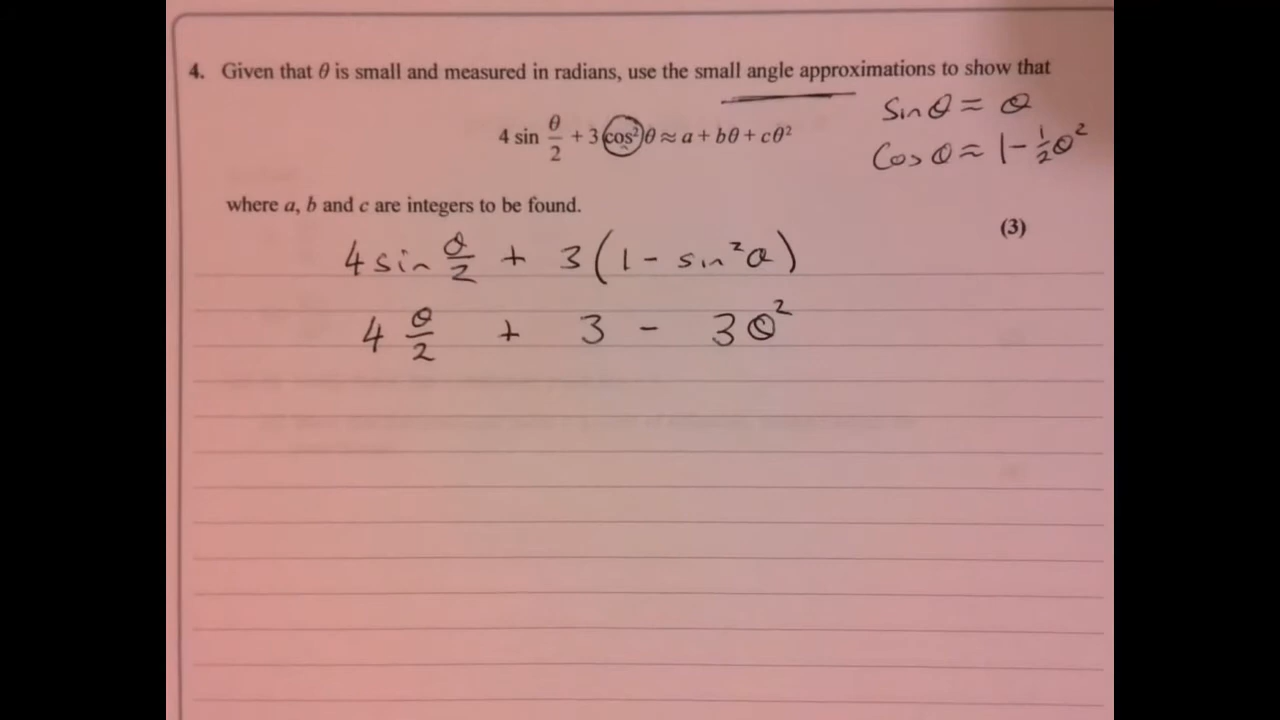 4. Given that θ is small and measured in radians, use the small angle approximations to show that
sin θ ≈ θ
4 sin θ/2 + 3 cos²θ ≈ a + bθ + cθ²
cos θ ≈ 1 - ½θ²
where a, b and c are integers to be found.
(3)
4 sin θ/2 + 3(1 - sin²θ)
4 θ/2 + 3 - 3θ²